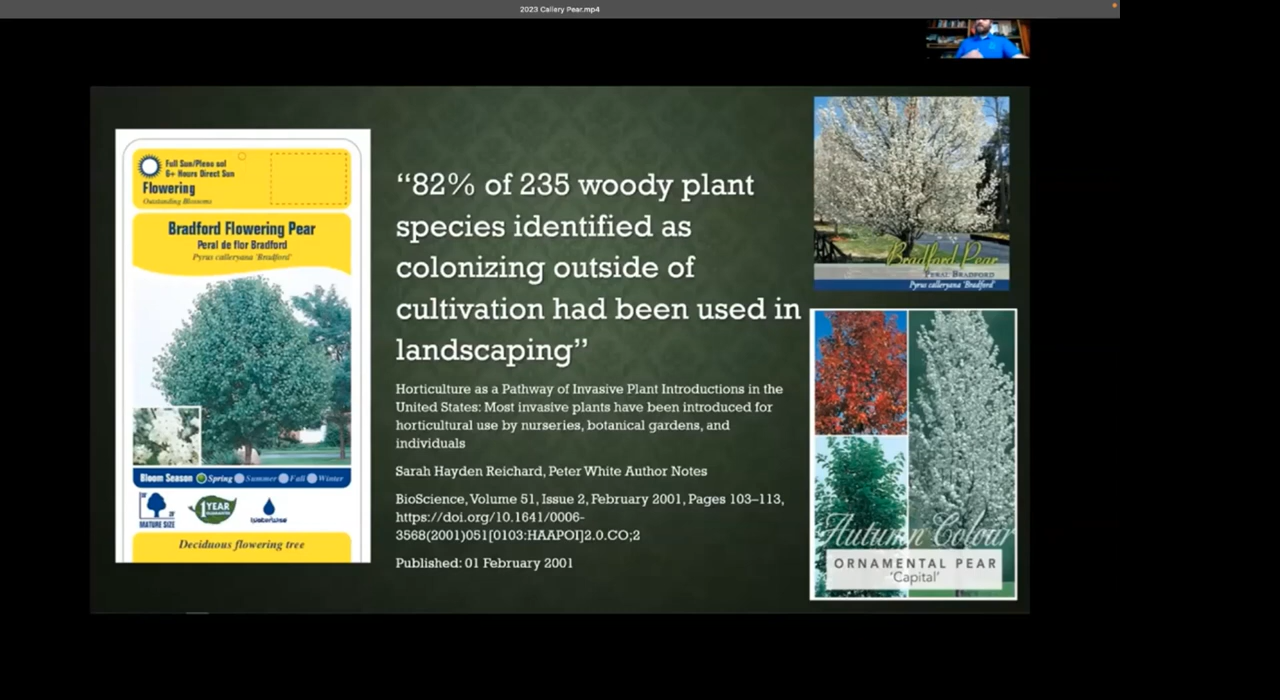 2023 Callery Pear.mp4
Full Sun/Pleno sol
6+ Hours Direct Sun
Flowering
Outstanding Blossoms
Bradford Flowering Pear
Peral de flor Bradford
Pyrus calleryana 'Bradford'
Bloom Season Spring Summer Fall Winter
MATURE SIZE
1 YEAR
Waterwise
Deciduous flowering tree
“82% of 235 woody plant
species identified as
colonizing outside of
cultivation had been used in
landscaping”
Horticulture as a Pathway of Invasive Plant Introductions in the
United States: Most invasive plants have been introduced for
horticultural use by nurseries, botanical gardens, and
individuals
Sarah Hayden Reichard, Peter White Author Notes
BioScience, Volume 51, Issue 2, February 2001, Pages 103–113,
https://doi.org/10.1641/0006-
3568(2001)051[0103:HAAPOI]2.0.CO;2
Published: 01 February 2001
Bradford Pear
PERAL BRADFORD
Pyrus calleryana 'Bradford'
Autumn Colour
ORNAMENTAL PEAR
'Capital'